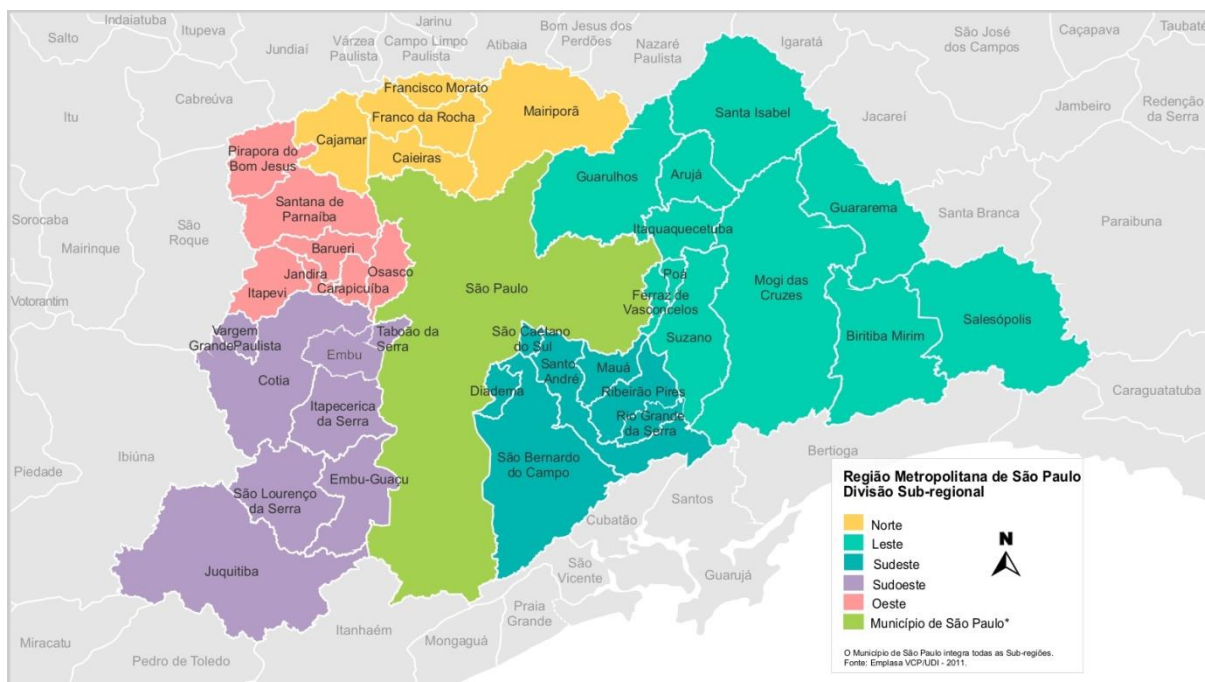 Salto
Indaiatuba
Itupeva
Jundiaí
Várzea
Paulista
Jarinu
Campo Limpo
Paulista
Atibaia
Bom Jesus dos
Perdões
Nazaré
Paulista
Igaratá
São José
dos Campos
Caçapava
Taubaté
Itu
Cabreúva
Francisco Morato
Franco da Rocha
Mairiporã
Cajamar
Caieiras
Santa Isabel
Jacareí
Jambeiro
Redenção
da Serra
Pirapora do
Bom Jesus
Guarulhos
Arujá
Santana de
Parnaíba
Guararema
Santa Branca
Paraibuna
Sorocaba
Mairinque
São
Roque
Itaquaquecetuba
Barueri
Jandira
Osasco
Itapevi
Carapicuíba
São Paulo
Poá
Ferraz de
Vasconcelos
Mogi das
Cruzes
Votorantim
Vargem
GrandePaulista
Taboão da
Serra
São Caetano
do Sul
Suzano
Biritiba Mirim
Salesópolis
Embu
Cotia
Santo
André
Mauá
Diadema
Ribeirão Pires
Caraguatatuba
Itapecerica
da Serra
Rio Grande
da Serra
Piedade
Ibiúna
São Bernardo
do Campo
Bertioga
Embu-Guaçu
São Lourenço
da Serra
Santos
Cubatão
Juquitiba
São
Vicente
Guarujá
Praia
Grande
Itanhaém
Mongaguá
Miracatu
Pedro de Toledo
Região Metropolitana de São Paulo
Divisão Sub-regional
N
Norte
Leste
Sudeste
Sudoeste
Oeste
Município de São Paulo*
O Município de São Paulo integra todas as Sub-regiões.
Fonte: Emplasa VCP/UDI - 2011.